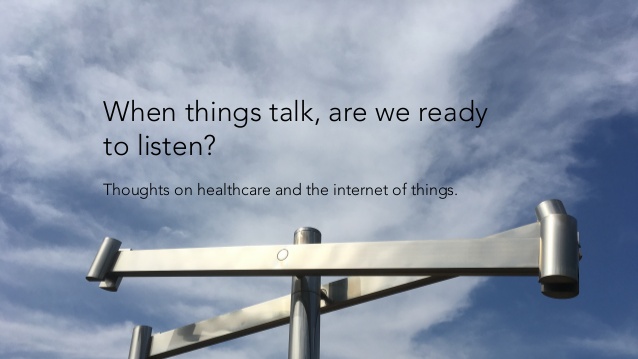 When things talk, are we ready
to listen?
Thoughts on healthcare and the internet of things.